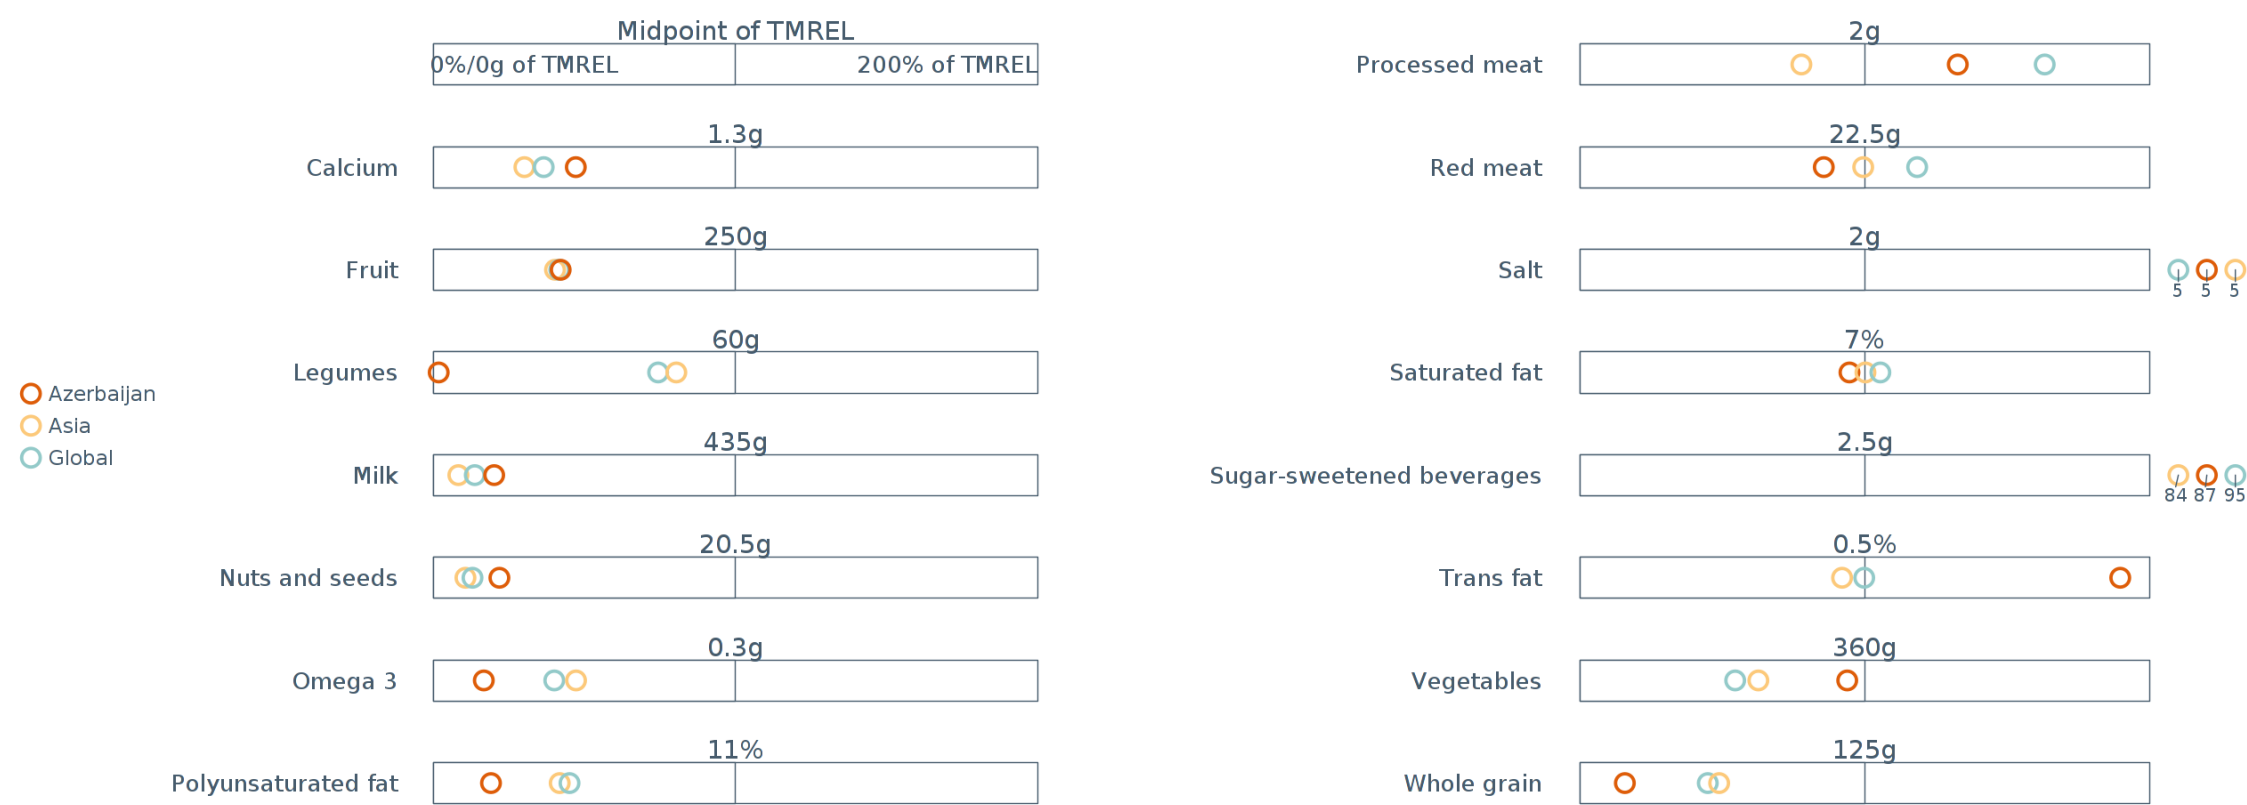 Midpoint of TMREL
0%/0g of TMREL 200% of TMREL
1.3g
Calcium
250g
Fruit
60g
Legumes
435g
Milk
20.5g
Nuts and seeds
0.3g
Omega 3
11%
Polyunsaturated fat
Azerbaijan
Asia
Global
2g
Processed meat
22.5g
Red meat
2g
Salt
5 5 5
7%
Saturated fat
2.5g
Sugar-sweetened beverages
84 87 95
0.5%
Trans fat
360g
Vegetables
125g
Whole grain